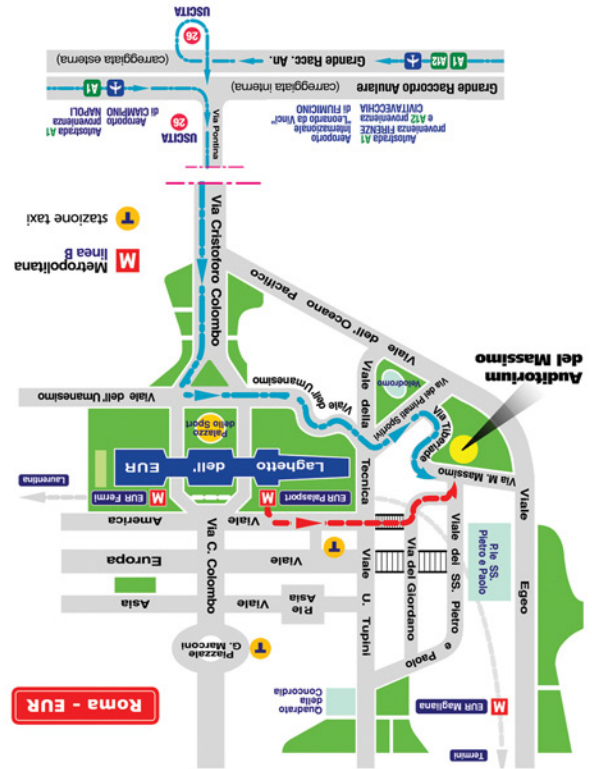 Termini
M EUR Magliana
Quadrato
della
Concordia
Roma - EUR
Piazzale
G. Marconi
T
Viale Egeo
P.le SS.
Pietro e Paolo
Viale dei SS. Pietro e Paolo
Via del Giordano
Viale U. Tupini
P.le
Asia
Viale Asia
Viale Europa
T
Viale America
Via C. Colombo
Via M. Massimo
EUR Palasport M
M EUR Fermi
Laurentina
Laghetto dell' EUR
Auditorium
del Massimo
Via Tiberiade
Via dei Primati Sportivi
Velodromo
Viale della Tecnica
Viale dell'Umanesimo
Palazzo
dello Sport
Viale dell'Umanesimo
Viale dell'Oceano Pacifico
Via Cristoforo Colombo
M Metropolitana
linea B
T stazione taxi
Via Pontina
Autostrada A1
provenienza FIRENZE
e A12 provenienza
CIVITAVECCHIA
Aeroporto
Internazionale
"Leonardo da Vinci"
di FIUMICINO
USCITA
26
Aeroporto
di CIAMPINO
Autostrada A1
provenienza
NAPOLI
Grande Raccordo Anulare (carreggiata interna)
A1
A1 A12
Grande Racc. An. (carreggiata esterna)
26
USCITA